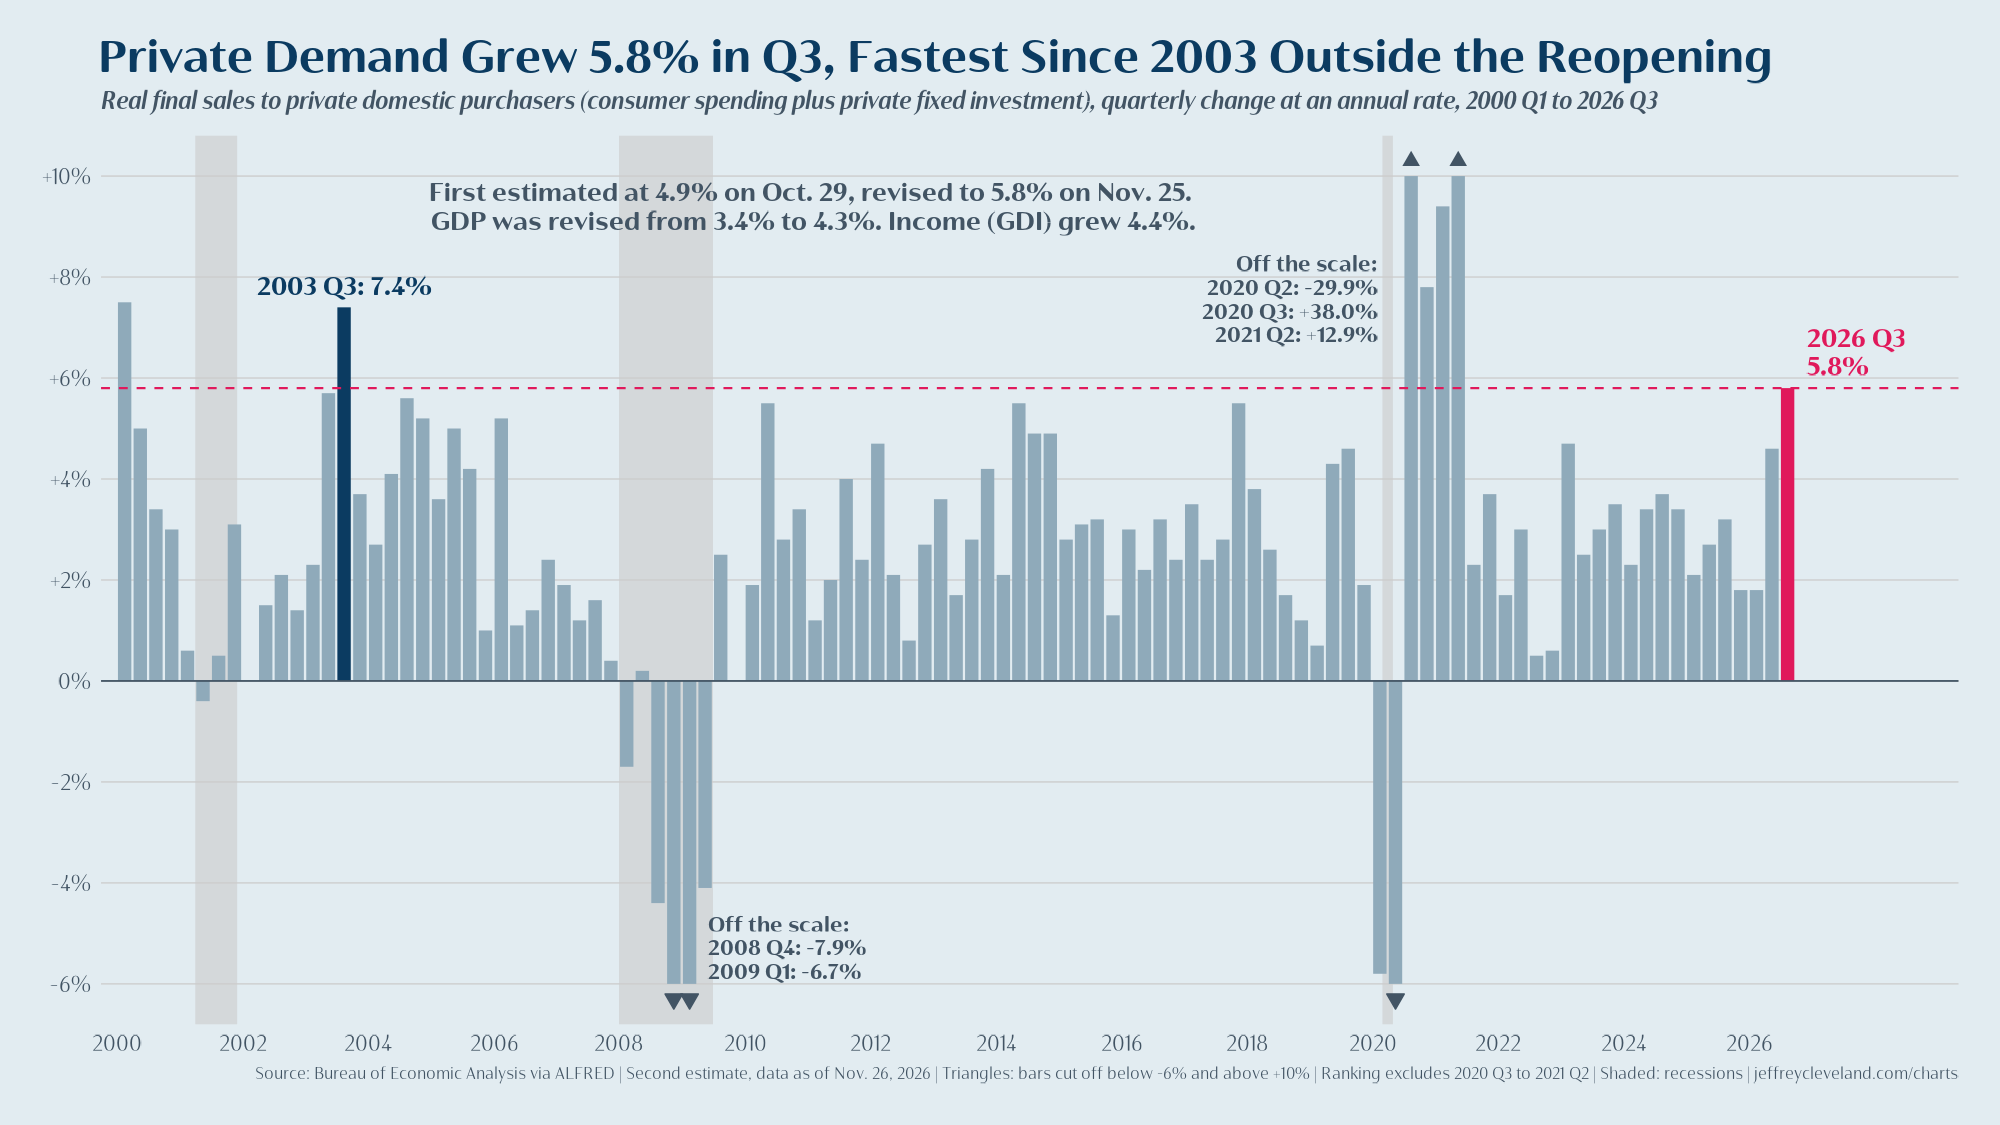 Private Demand Grew 5.8% in Q3, Fastest Since 2003 Outside the Reopening
Real final sales to private domestic purchasers (consumer spending plus private fixed investment), quarterly change at an annual rate, 2000 Q1 to 2026 Q3
+10%
First estimated at 4.9% on Oct. 29, revised to 5.8% on Nov. 25.
GDP was revised from 3.4% to 4.3%. Income (GDI) grew 4.4%.
Off the scale:
2020 Q2: -29.9%
2020 Q3: +38.0%
2021 Q2: +12.9%
+8%
2003 Q3: 7.4%
2026 Q3
5.8%
+6%
+4%
+2%
0%
-2%
-4%
Off the scale:
2008 Q4: -7.9%
2009 Q1: -6.7%
-6%
2000 2002 2004 2006 2008 2010 2012 2014 2016 2018 2020 2022 2024 2026
Source: Bureau of Economic Analysis via ALFRED | Second estimate, data as of Nov. 26, 2026 | Triangles: bars cut off below -6% and above +10% | Ranking excludes 2020 Q3 to 2021 Q2 | Shaded: recessions | jeffreycleveland.com/charts